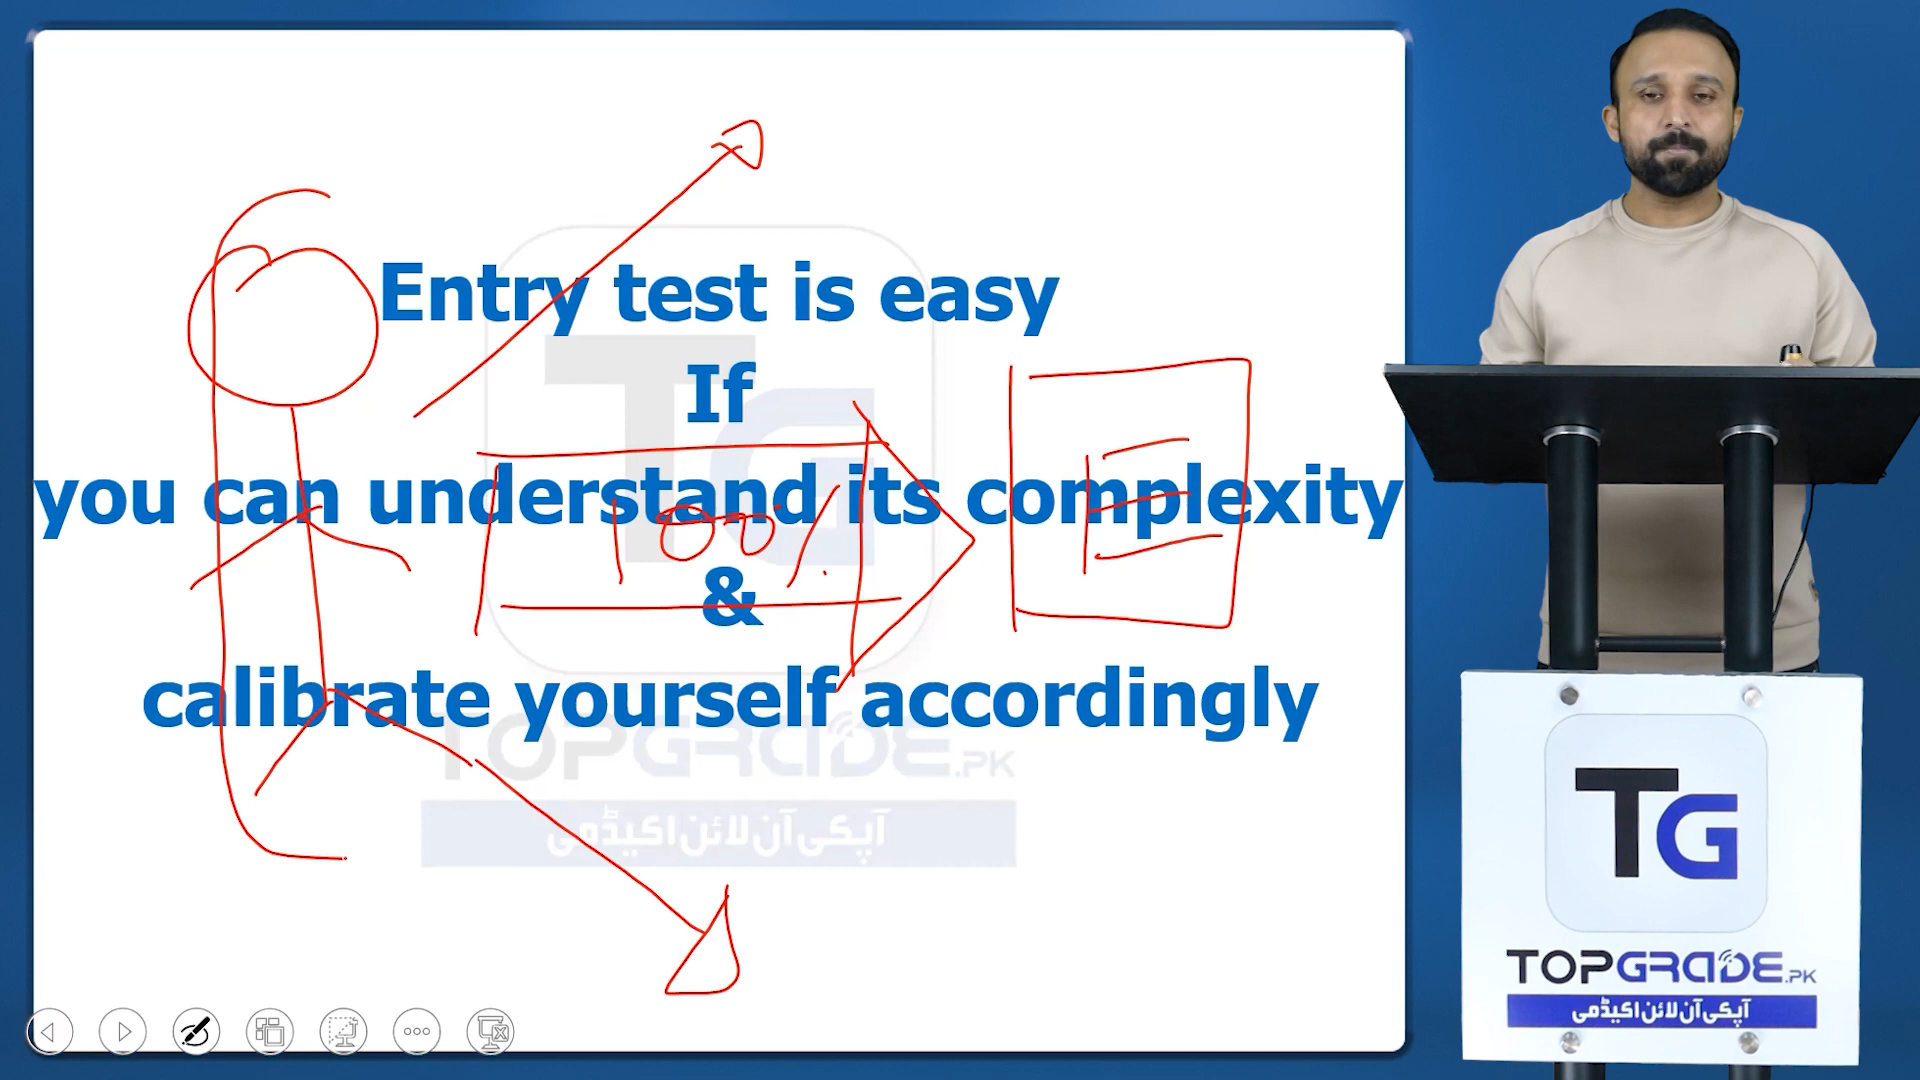 Entry test is easy
If
you can understand its complexity
100%
E
&
calibrate yourself accordingly
TG
TOPGRADE.PK
آپکی آن لائن اکیڈمی
TG
TOPGRADE.PK
آپکی آن لائن اکیڈمی